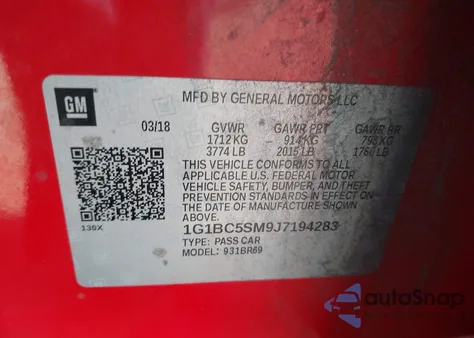 GM
MFD BY GENERAL MOTORS LLC
03/18
GVWR GAWR FRT GAWR RR
1712 KG 914 KG 798 KG
3774 LB 2015 LB 1760 LB
THIS VEHICLE CONFORMS TO ALL
APPLICABLE U.S. FEDERAL MOTOR
VEHICLE SAFETY, BUMPER, AND THEFT
PREVENTION STANDARDS IN EFFECT ON
THE DATE OF MANUFACTURE SHOWN ABOVE.
1G1BC5SM9J7194283
TYPE: PASS CAR
MODEL: 931BR69
130X
autoSnap